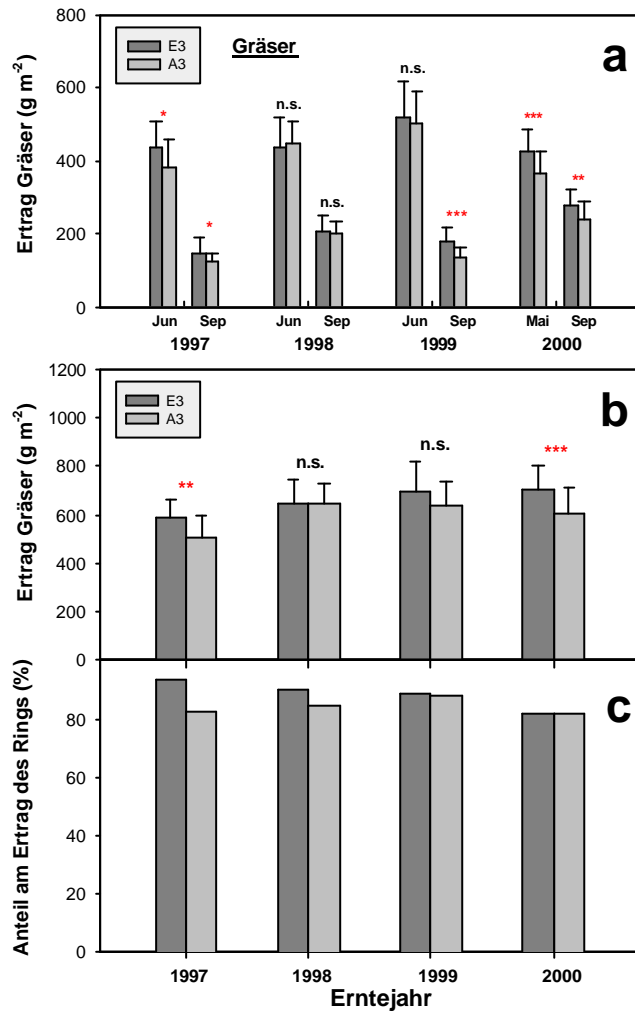 800
600
400
200
0
Ertrag Gräser (g m-2)
E3
A3
Gräser
a
*
*
n.s.
n.s.
n.s.
***
***
**
Jun Sep Jun Sep Jun Sep Mai Sep
1997 1998 1999 2000
1200
1000
800
600
400
200
0
Ertrag Gräser (g m-2)
E3
A3
b
**
n.s.
n.s.
***
80
60
40
20
0
Anteil am Ertrag des Rings (%)
c
1997 1998 1999 2000
Erntejahr